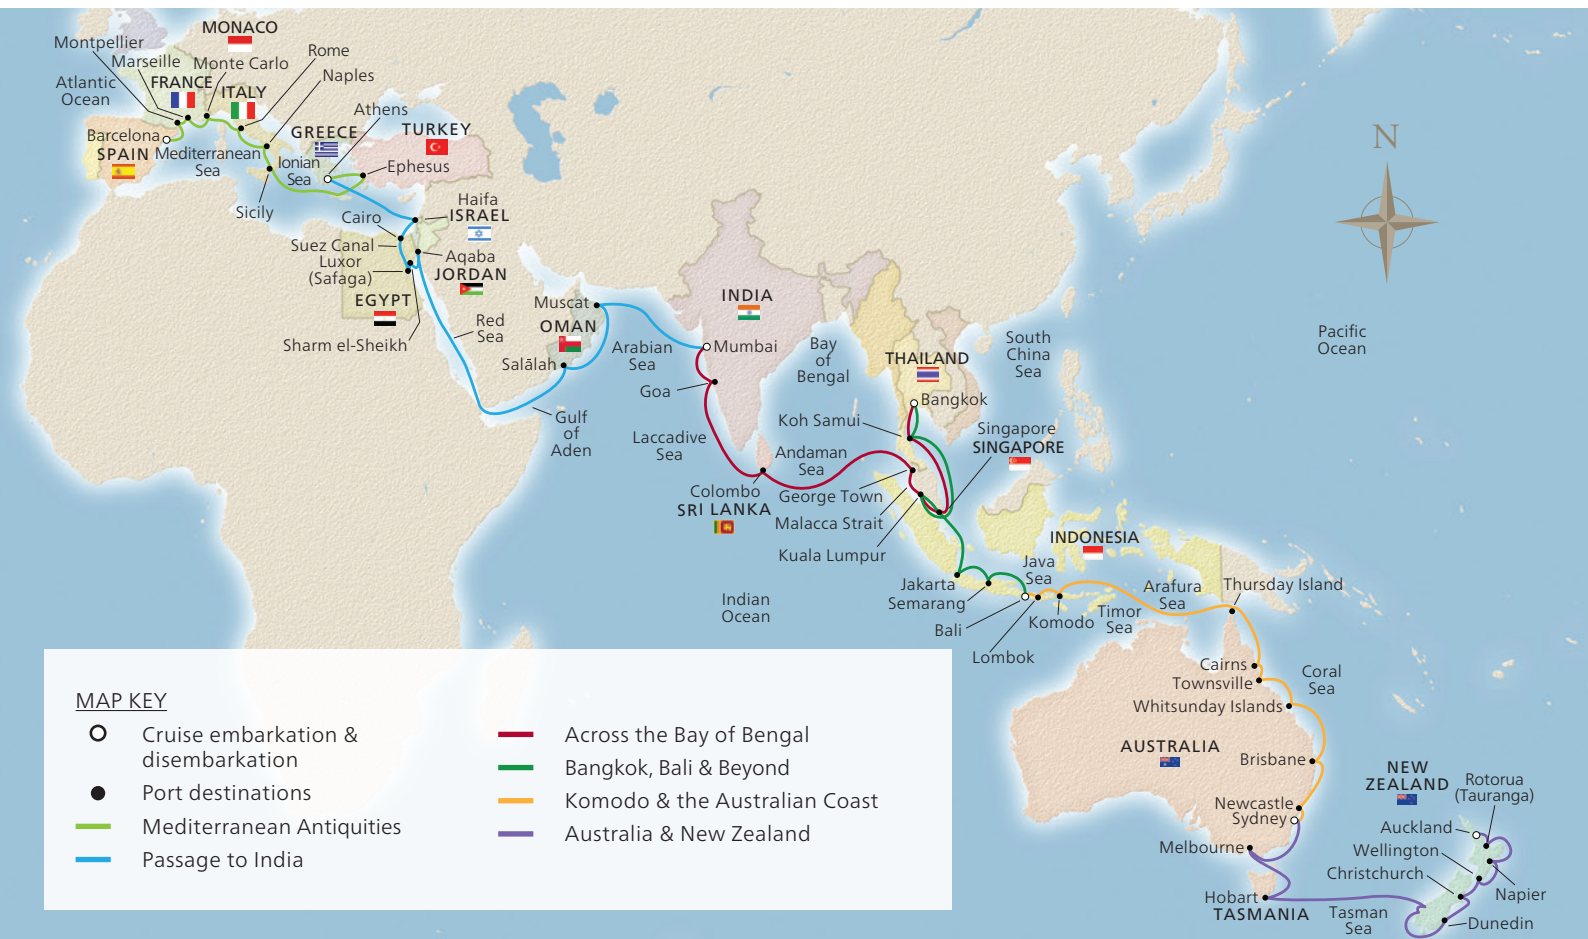 MONACO
Montpellier
Marseille
Monte Carlo
Rome
Naples
Atlantic
Ocean
FRANCE
ITALY
Athens
Barcelona
SPAIN
Mediterranean
Sea
GREECE
TURKEY
Ionian
Sea
Ephesus
Sicily
Haifa
ISRAEL
Cairo
Suez Canal
Luxor
(Safaga)
Aqaba
JORDAN
EGYPT
Sharm el-Sheikh
Red
Sea
Muscat
OMAN
Salālah
Arabian
Sea
Gulf
of
Aden
INDIA
Mumbai
Goa
Laccadive
Sea
Bay
of
Bengal
Colombo
SRI LANKA
Andaman
Sea
THAILAND
Bangkok
Koh Samui
South
China
Sea
Singapore
SINGAPORE
George Town
Malacca Strait
Kuala Lumpur
N
Pacific
Ocean
Indian
Ocean
INDONESIA
Java
Sea
Jakarta
Semarang
Bali
Lombok
Komodo
Timor
Sea
Arafura
Sea
Thursday Island
Cairns
Townsville
Whitsunday Islands
Coral
Sea
AUSTRALIA
Brisbane
Newcastle
Sydney
Melbourne
Hobart
TASMANIA
Tasman
Sea
NEW
ZEALAND
Rotorua
(Tauranga)
Auckland
Wellington
Christchurch
Napier
Dunedin
MAP KEY
Cruise embarkation &
disembarkation
Port destinations
Mediterranean Antiquities
Passage to India
Across the Bay of Bengal
Bangkok, Bali & Beyond
Komodo & the Australian Coast
Australia & New Zealand